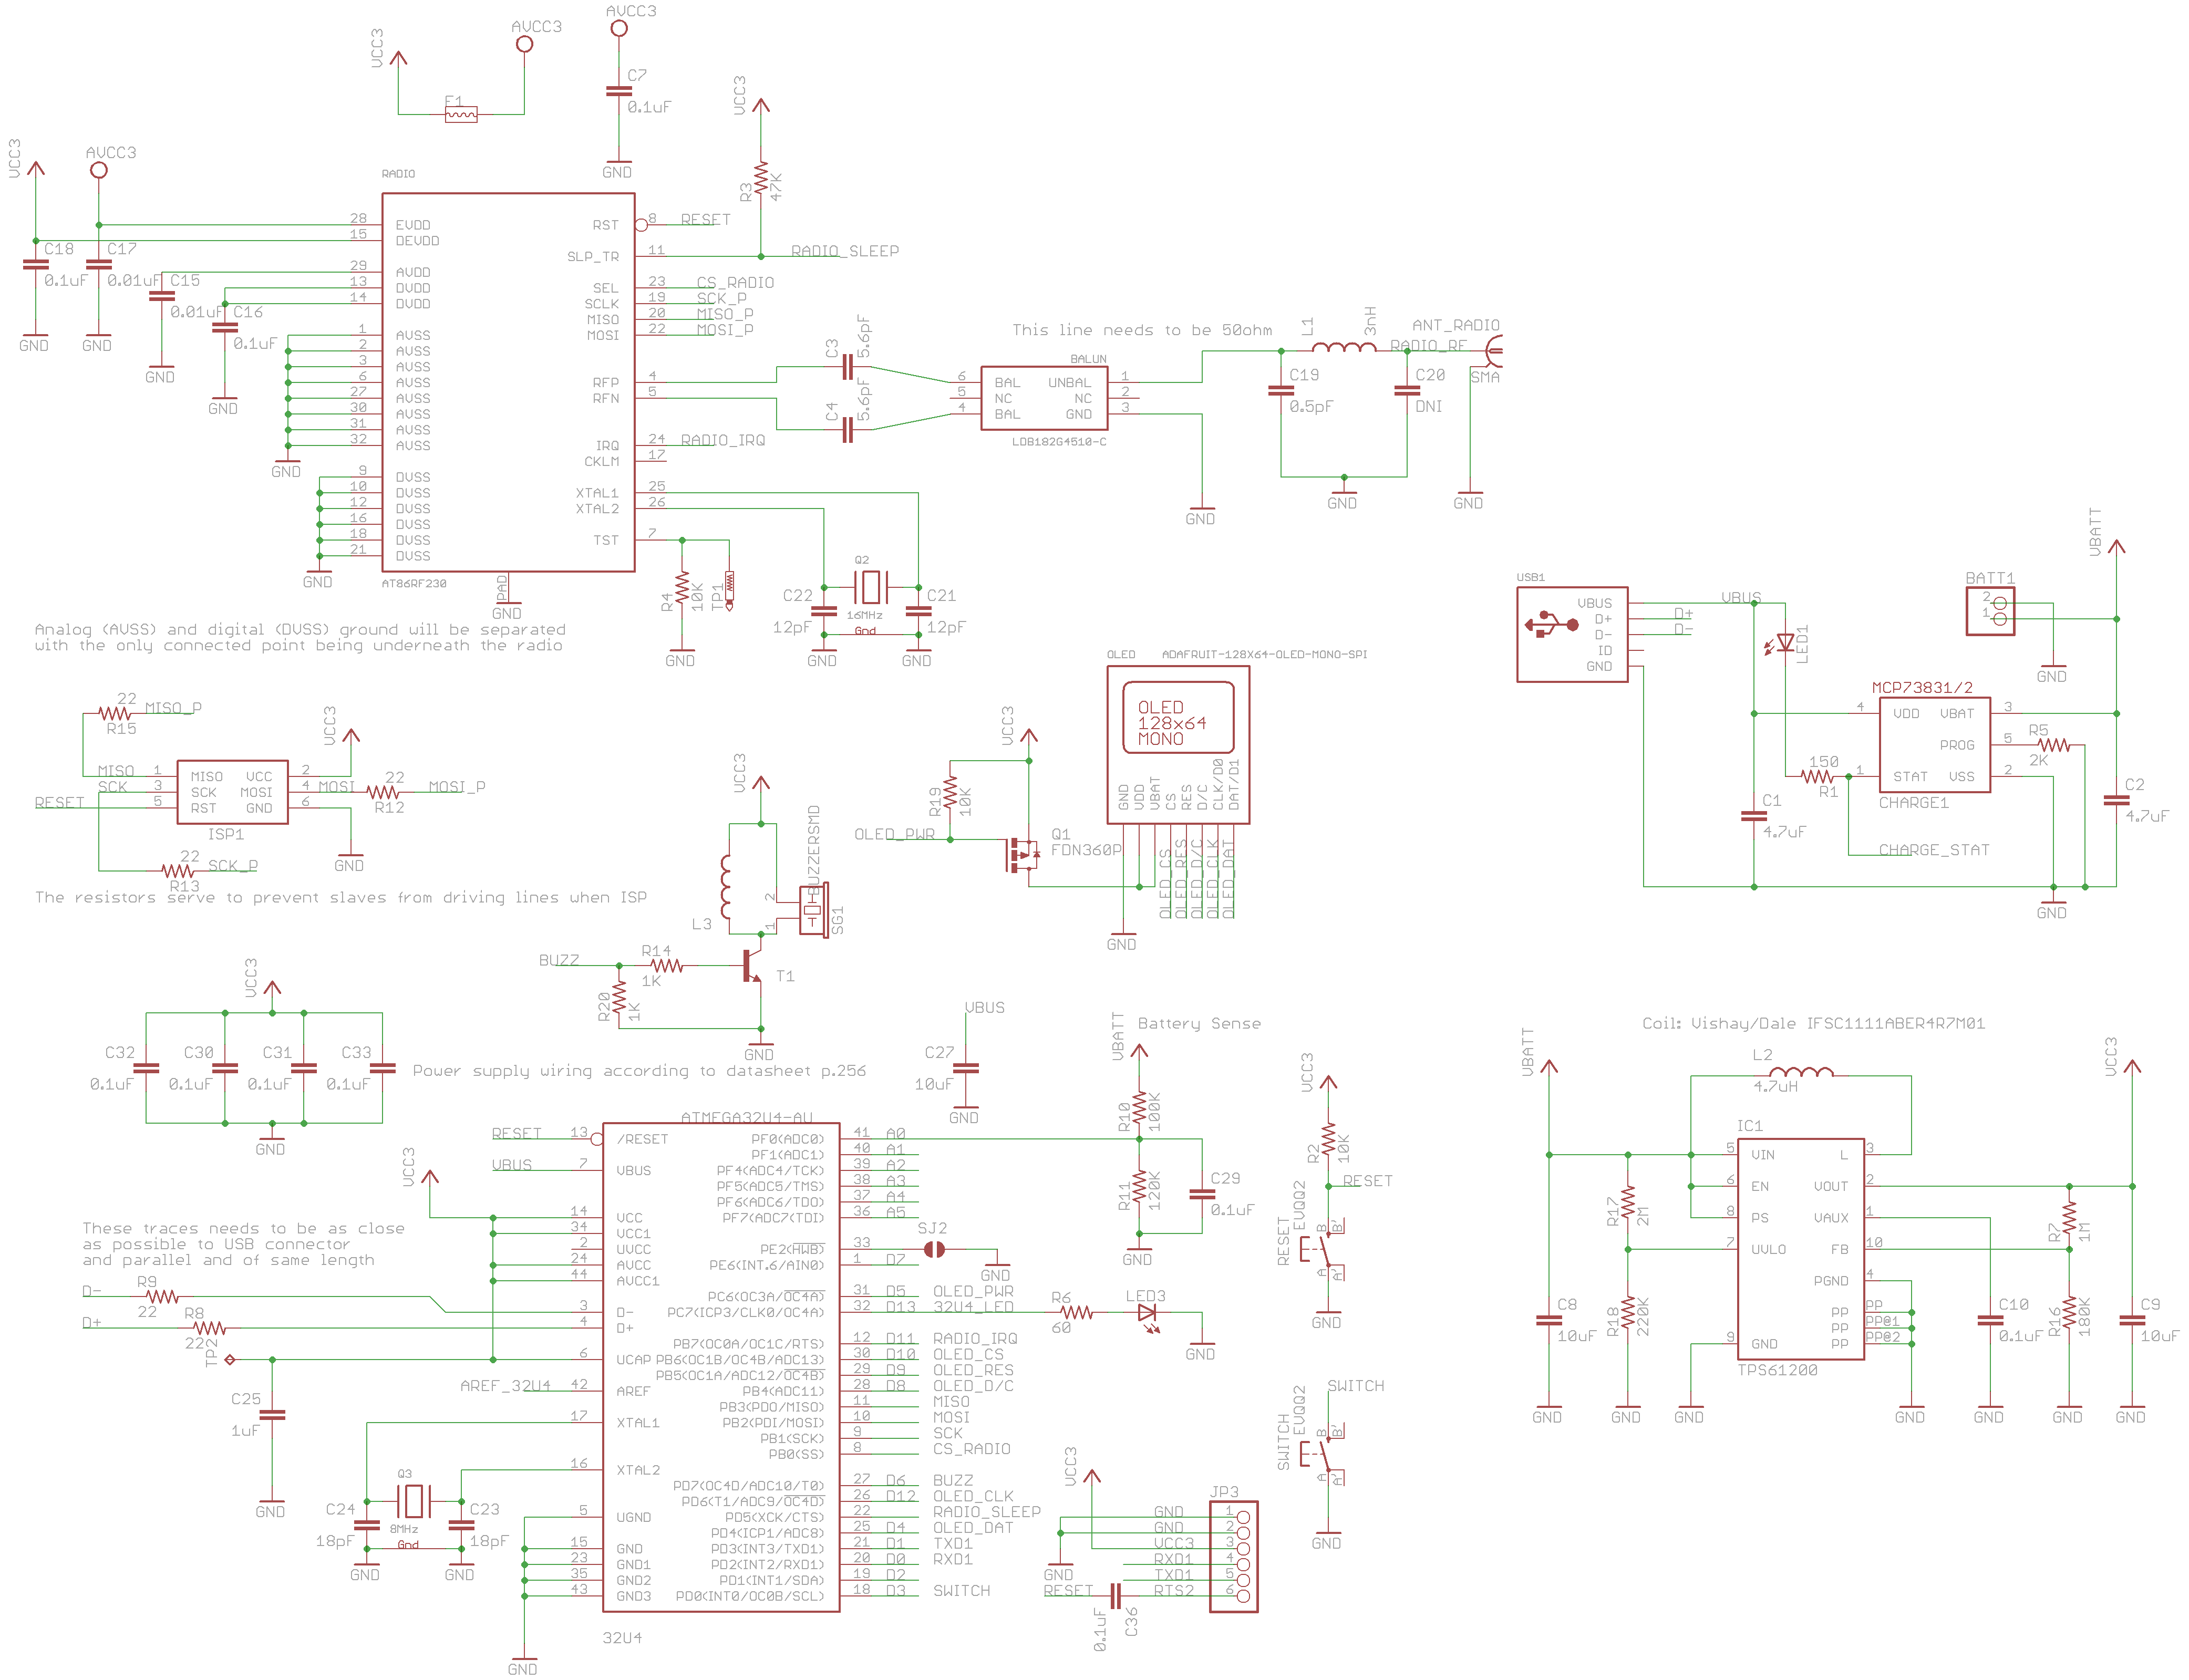 VCC3
AVCC3
AVCC3
F1
C7
0.1uF
GND
VCC3
R3
47K
VCC3
AVCC3
C18
0.1uF
C17
0.01uF
C15
0.01uF
C16
0.1uF
GND
GND
GND
GND
RADIO
28 EVDD
15 DEVDD
29 AVDD
13 DVDD
14 DVDD
1 AVSS
2 AVSS
3 AVSS
6 AVSS
27 AVSS
30 AVSS
31 AVSS
32 AVSS
GND
9 DVSS
10 DVSS
12 DVSS
16 DVSS
18 DVSS
21 DVSS
GND
RST 8 RESET
SLP_TR 11 RADIO_SLEEP
SEL 23 CS_RADIO
SCLK 19 SCK_P
MISO 20 MISO_P
MOSI 22 MOSI_P
RFP 4
RFN 5
IRQ 24 RADIO_IRQ
CKLM 17
XTAL1 25
XTAL2 26
TST 7
AT86RF230
PAD
GND
C3
5.6pF
C4
5.6pF
This line needs to be 50ohm
BALUN
6 BAL UNBAL 1
5 NC NC 2
4 BAL GND 3
LDB182G4510-C
GND
L1
3nH
C19
0.5pF
C20
DNI
GND
ANT_RADIO
RADIO_RF
SMA
GND
R4
10K
TP1
GND
Q2
16MHz
Gnd
C22
12pF
C21
12pF
GND
GND
Analog (AVSS) and digital (DVSS) ground will be separated
with the only connected point being underneath the radio
22
R15
MISO_P
MISO 1 MISO VCC 2
SCK 3 SCK MOSI 4 MOSI
RESET 5 RST GND 6
ISP1
VCC3
22
R12
MOSI_P
GND
22
R13
SCK_P
The resistors serve to prevent slaves from driving lines when ISP
VCC3
L3
BUZZERSMD
2
1
SG1
BUZZ
R14
1K
R20
1K
T1
GND
VCC3
R19
10K
OLED_PWR
Q1
FDN360P
OLED ADAFRUIT-128X64-OLED-MONO-SPI
OLED
128x64
MONO
GND
VDD
VBAT
CS
RES
D/C
CLK/D0
DAT/D1
OLED_CS
OLED_RES
OLED_D/C
OLED_CLK
OLED_DAT
GND
USB1
VBUS
D+
D-
ID
GND
VBUS
D+
D-
LED1
BATT1
2
1
GND
VBATT
MCP73831/2
4 VDD VBAT 3
PROG 5
1 STAT VSS 2
CHARGE1
R5
2K
150
R1
CHARGE_STAT
C1
4.7uF
C2
4.7uF
GND
VCC3
C32
0.1uF
C30
0.1uF
C31
0.1uF
C33
0.1uF
GND
Power supply wiring according to datasheet p.256
VBUS
C27
10uF
GND
Battery Sense
VBATT
R10
100K
R11
120K
C29
0.1uF
GND
VCC3
R2
10K
RESET
RESET
EVQQ2
B
B'
A
A'
GND
SWITCH
SWITCH
EVQQ2
B
B'
A
A'
GND
Coil: Vishay/Dale IFSC1111ABER4R7M01
VBATT
L2
4.7uH
VCC3
IC1
5 VIN L 3
6 EN VOUT 2
8 PS VAUX 1
7 UVLO FB 10
PGND 4
PP PP
PP PP@1
9 GND PP PP@2
TPS61200
R17
2M
R18
220K
C8
10uF
R7
1M
R16
180K
C10
0.1uF
C9
10uF
GND
GND
GND
GND
GND
GND
GND
ATMEGA32U4-AU
RESET 13 /RESET
VBUS 7 VBUS
VCC3
14 VCC
34 VCC1
2 UVCC
24 AVCC
44 AVCC1
3 D-
4 D+
6 UCAP
AREF_32U4 42 AREF
17 XTAL1
16 XTAL2
5 UGND
15 GND
23 GND1
35 GND2
43 GND3
GND
PF0(ADC0) 41 A0
PF1(ADC1) 40 A1
PF4(ADC4/TCK) 39 A2
PF5(ADC5/TMS) 38 A3
PF6(ADC6/TDO) 37 A4
PF7(ADC7(TDI) 36 A5
PE2(HWB) 33
PE6(INT.6/AIN0) 1 D7
PC6(OC3A/OC4A) 31 D5 OLED_PWR
PC7(ICP3/CLK0/OC4A) 32 D13 32U4_LED
PB7(OC0A/OC1C/RTS) 12 D11 RADIO_IRQ
PB6(OC1B/OC4B/ADC13) 30 D10 OLED_CS
PB5(OC1A/ADC12/OC4B) 29 D9 OLED_RES
PB4(ADC11) 28 D8 OLED_D/C
PB3(PDO/MISO) 11 MISO
PB2(PDI/MOSI) 10 MOSI
PB1(SCK) 9 SCK
PB0(SS) 8 CS_RADIO
PD7(OC4D/ADC10/T0) 27 D6 BUZZ
PD6(T1/ADC9/OC4D) 26 D12 OLED_CLK
PD5(XCK/CTS) 22 RADIO_SLEEP
PD4(ICP1/ADC8) 25 D4 OLED_DAT
PD3(INT3/TXD1) 21 D1 TXD1
PD2(INT2/RXD1) 20 D0 RXD1
PD1(INT1/SDA) 19 D2
PD0(INT0/OC0B/SCL) 18 D3 SWITCH
32U4
SJ2
GND
R6
60
LED3
GND
These traces needs to be as close
as possible to USB connector
and parallel and of same length
D-
R9
22
D+
R8
22
TP2
C25
1uF
GND
Q3
8MHz
Gnd
C24
18pF
C23
18pF
GND
GND
VCC3
JP3
GND 1
GND 2
VCC3 3
RXD1 4
TXD1 5
RTS2 6
GND
RESET
0.1uF
C36